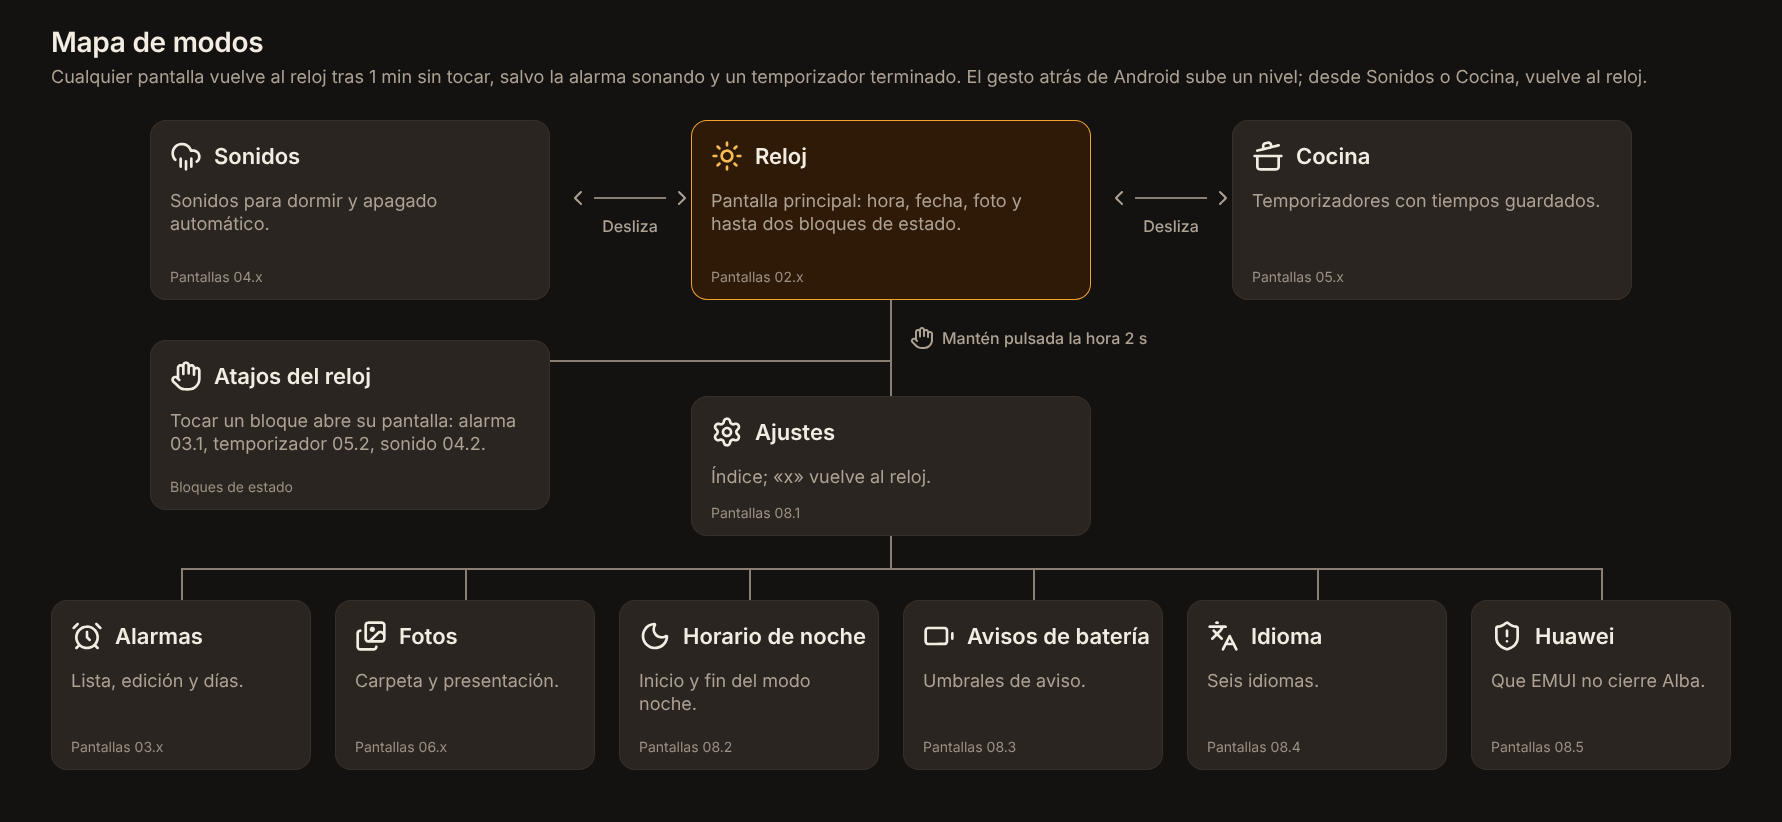 Mapa de modos
Cualquier pantalla vuelve al reloj tras 1 min sin tocar, salvo la alarma sonando y un temporizador terminado. El gesto atrás de Android sube un nivel; desde Sonidos o Cocina, vuelve al reloj.
Sonidos
Sonidos para dormir y apagado
automático.
Pantallas 04.x
Desliza
Reloj
Pantalla principal: hora, fecha, foto y
hasta dos bloques de estado.
Pantallas 02.x
Desliza
Cocina
Temporizadores con tiempos guardados.
Pantallas 05.x
Mantén pulsada la hora 2 s
Atajos del reloj
Tocar un bloque abre su pantalla: alarma
03.1, temporizador 05.2, sonido 04.2.
Bloques de estado
Ajustes
Índice; «x» vuelve al reloj.
Pantallas 08.1
Alarmas
Lista, edición y días.
Pantallas 03.x
Fotos
Carpeta y presentación.
Pantallas 06.x
Horario de noche
Inicio y fin del modo
noche.
Pantallas 08.2
Avisos de batería
Umbrales de aviso.
Pantallas 08.3
Idioma
Seis idiomas.
Pantallas 08.4
Huawei
Que EMUI no cierre Alba.
Pantallas 08.5